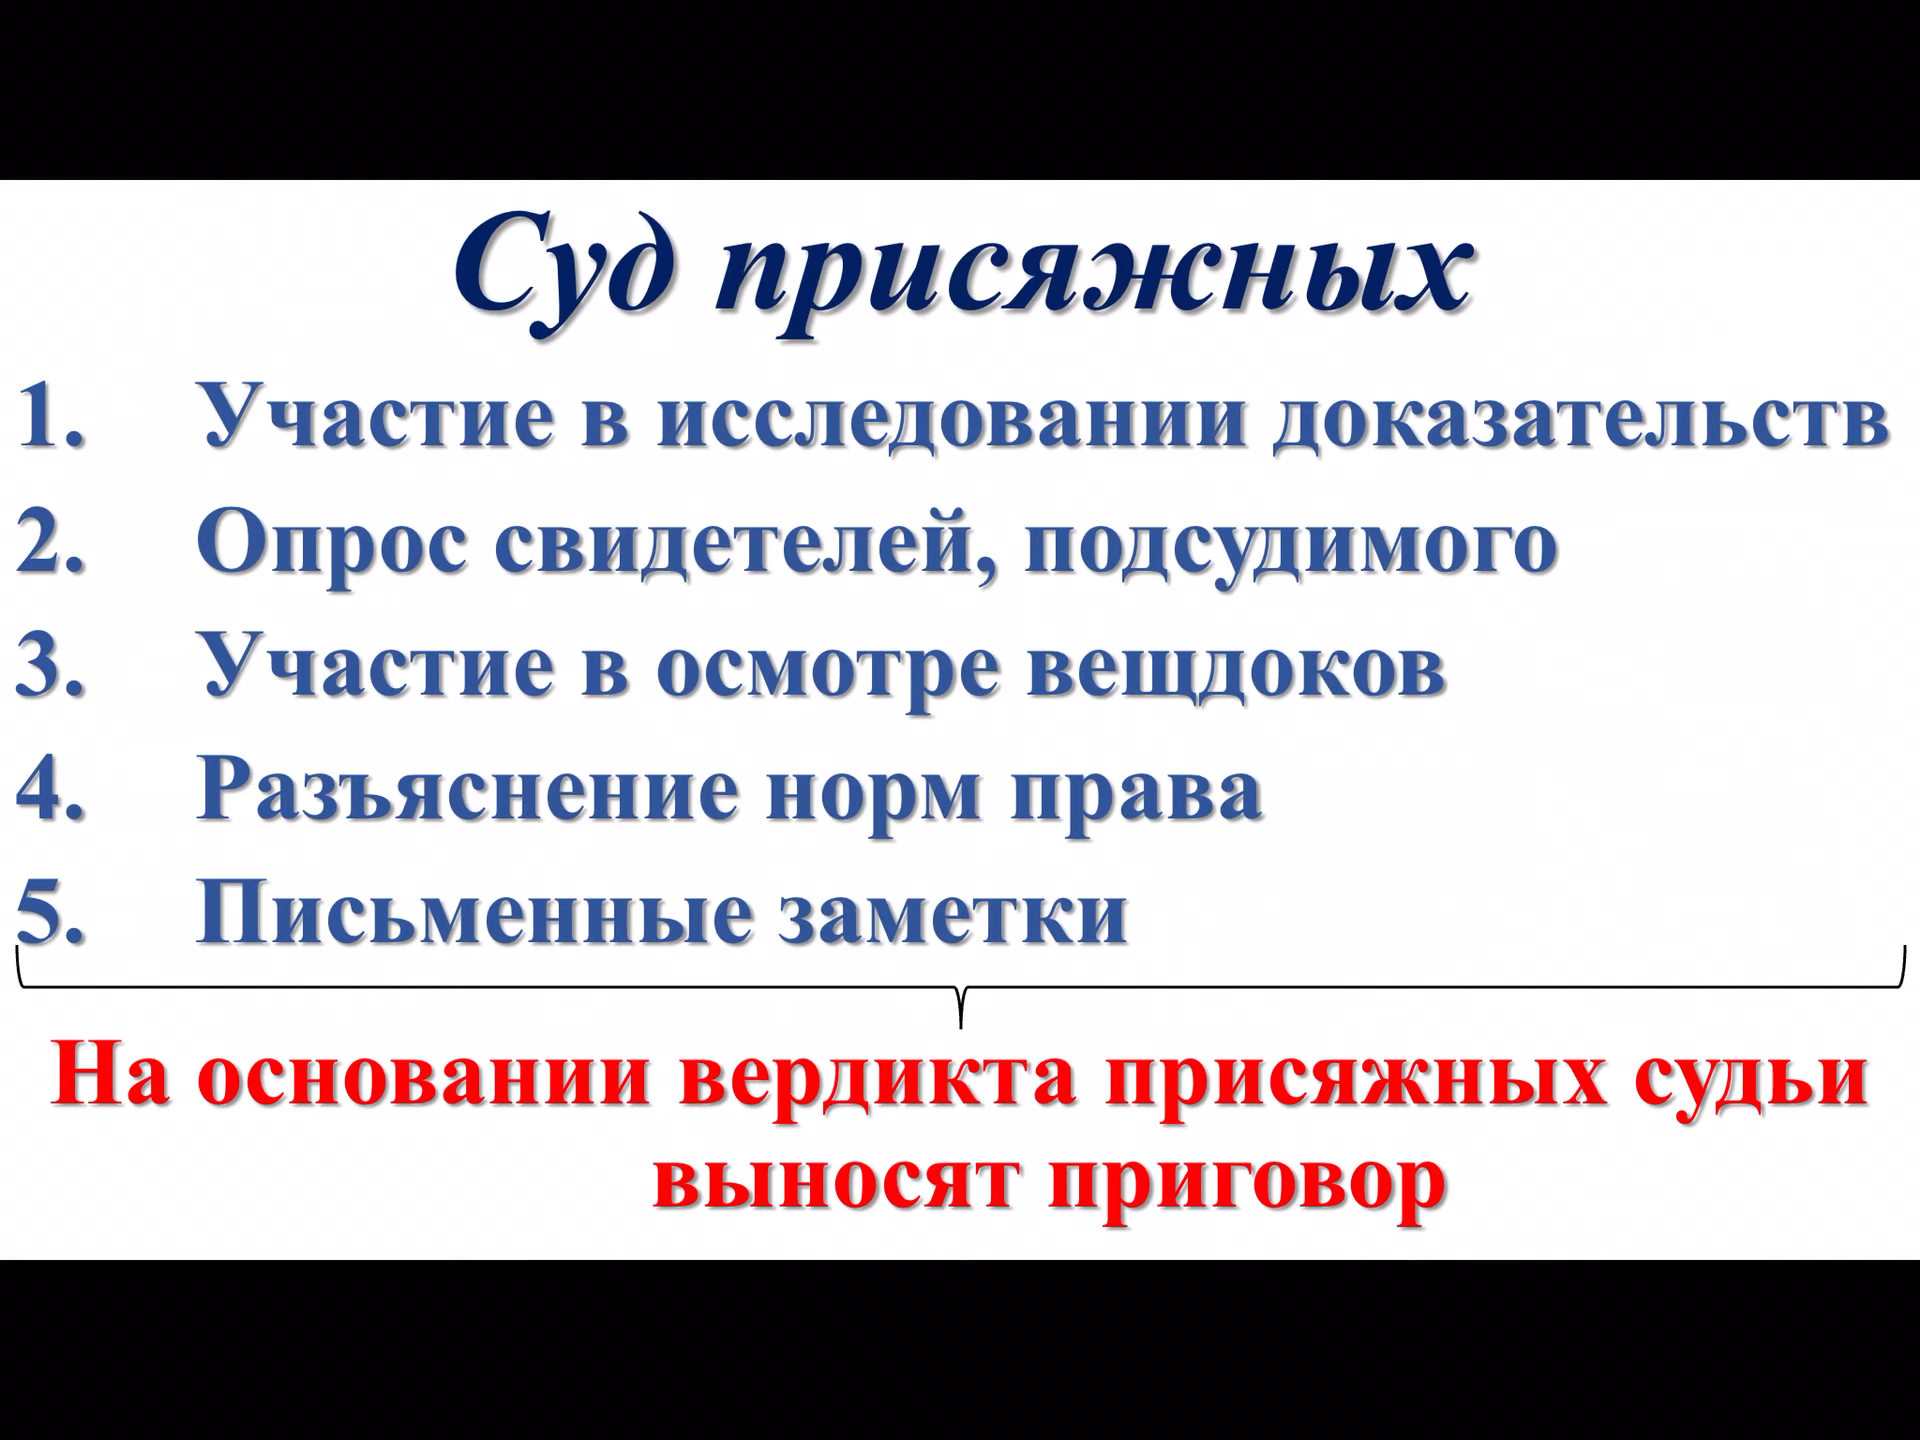 Суд присяжных
1. Участие в исследовании доказательств
2. Опрос свидетелей, подсудимого
3. Участие в осмотре вещдоков
4. Разъяснение норм права
5. Письменные заметки
На основании вердикта присяжных судьи
выносят приговор